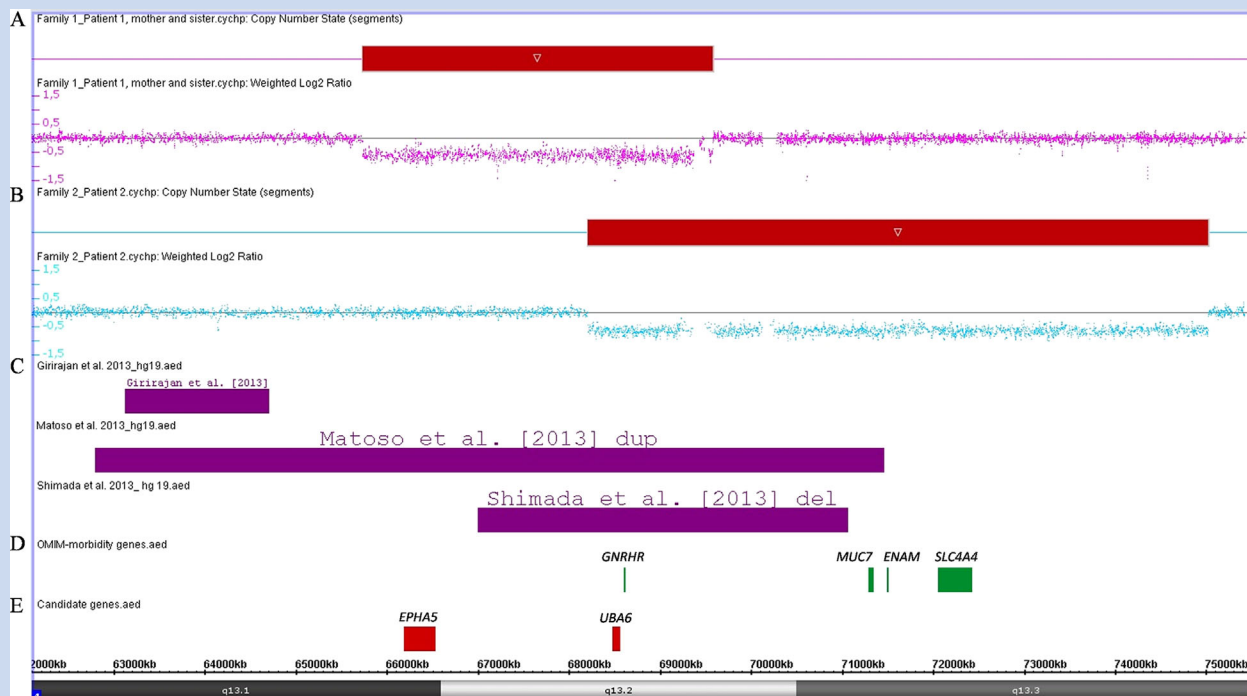 A
Family 1_Patient 1, mother and sister.cychp: Copy Number State (segments)
Family 1_Patient 1, mother and sister.cychp: Weighted Log2 Ratio
1,5
0,5
-0,5
-1,5
B
Family 2_Patient 2.cychp: Copy Number State (segments)
Family 2_Patient 2.cychp: Weighted Log2 Ratio
1,5
0,5
-0,5
-1,5
C
Girirajan et al. 2013_hg19.aed
Girirajan et al. [2013]
Matoso et al. 2013_hg19.aed
Matoso et al. [2013] dup
Shimada et al. 2013_ hg 19.aed
Shimada et al. [2013] del
D
OMIM-morbidity genes.aed
GNRHR MUC7 ENAM SLC4A4
E
Candidate genes.aed
EPHA5 UBA6
2000kb 63000kb 64000kb 65000kb 66000kb 67000kb 68000kb 69000kb 70000kb 71000kb 72000kb 73000kb 74000kb 75000kb
q13.1 q13.2 q13.3